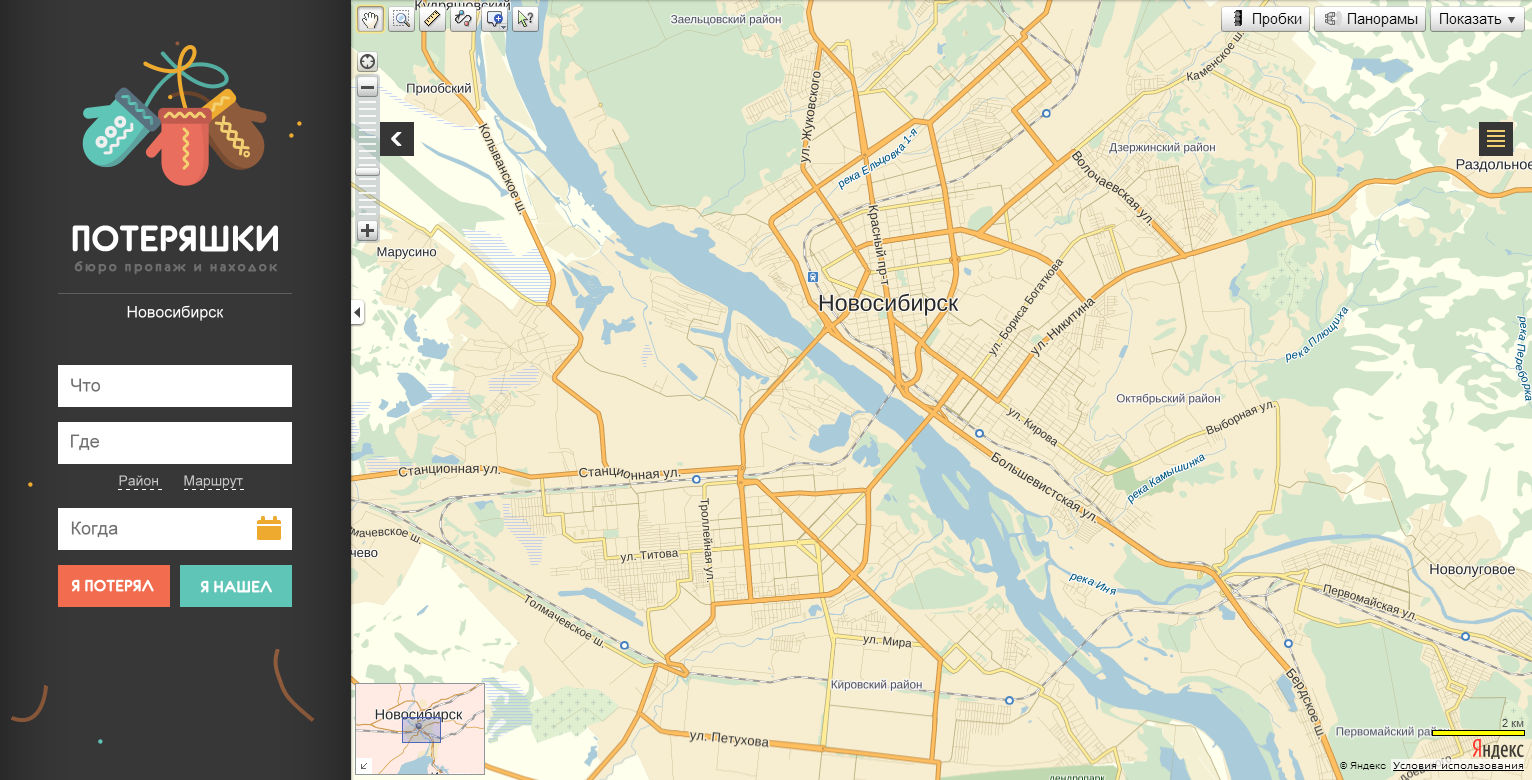 ПОТЕРЯШКИ
бюро пропаж и находок
Новосибирск
Что
Где
Район Маршрут
Когда
Я ПОТЕРЯЛ Я НАШЕЛ
Кудряшовский
Заельцовский район
Пробки Панорамы Показать
Каменское ш.
Приобский
ул. Жуковского
Колыванское ш.
река Ельцовка 1-я
Дзержинский район
Волочаевская ул.
Раздольное
Красный пр-т
Марусино
ул. Бориса Богаткова
Новосибирск
ул. Никитина
река Плющиха
река Переборка
Октябрьский район
Выборная ул.
ул. Кирова
Станционная ул.
Станционная ул.
Большевистская ул.
река Камышинка
Троллейная ул.
мачевское ш.
чево
ул. Титова
река Иня
Новолуговое
Первомайская ул.
Толмачевское ш.
ул. Мира
Кировский район
Бердское ш.
Новосибирск
ул. Петухова
Первомайский рай
2 км
Яндекс
© Яндекс Условия использования
дендропарк